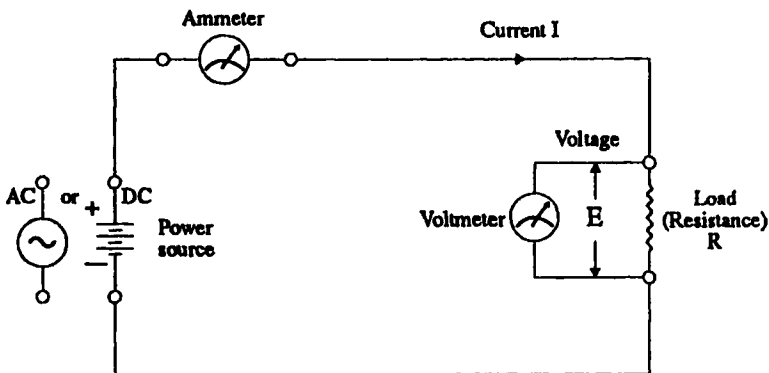 Ammeter
Current I
Voltage
AC or + DC
Power
source
−
Voltmeter
E
Load
(Resistance)
R